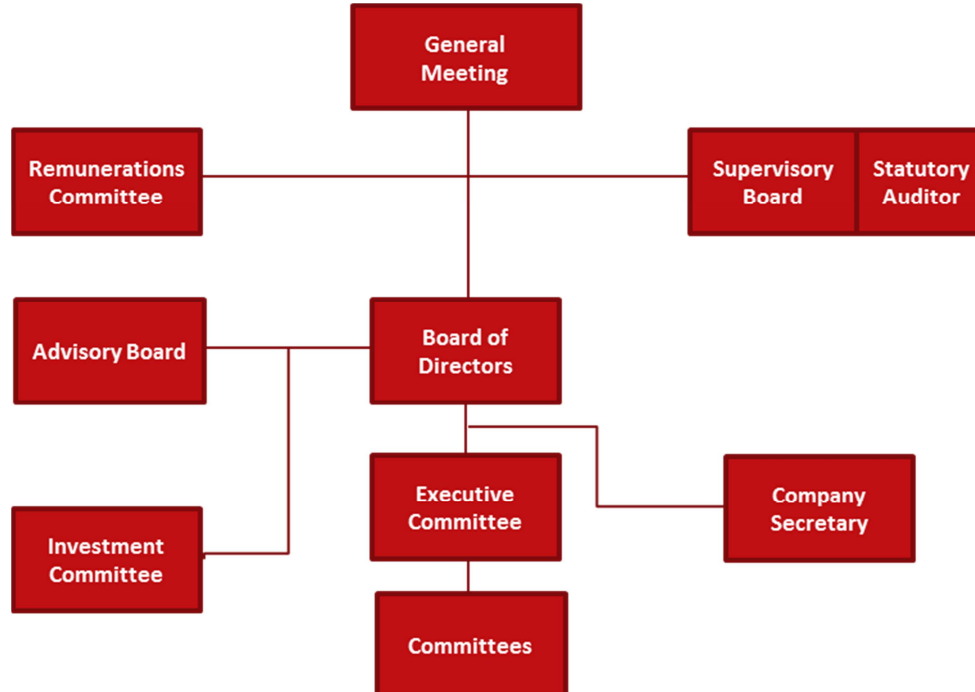 General
Meeting
Remunerations
Committee
Supervisory
Board
Statutory
Auditor
Advisory Board
Board of
Directors
Investment
Committee
Executive
Committee
Company
Secretary
Committees